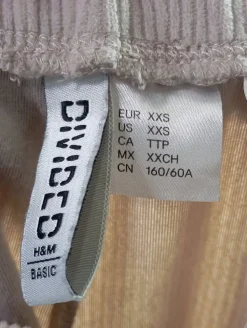 DIVIDED
H&M
BASIC
EUR XXS
US XXS
CA TTP
MX XXCH
CN 160/60A